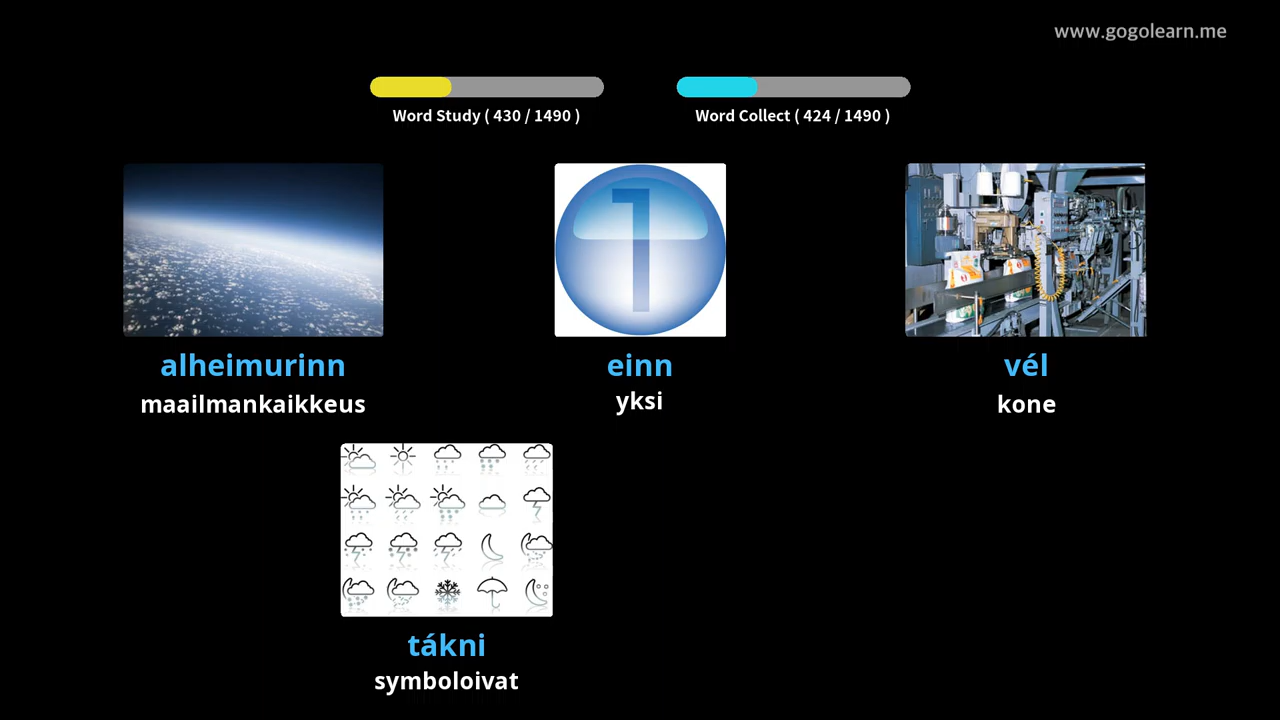 www.gogolearn.me
Word Study ( 430 / 1490 )
Word Collect ( 424 / 1490 )
1
alheimurinn
einn
vél
maailmankaikkeus
yksi
kone
tákni
symboloivat